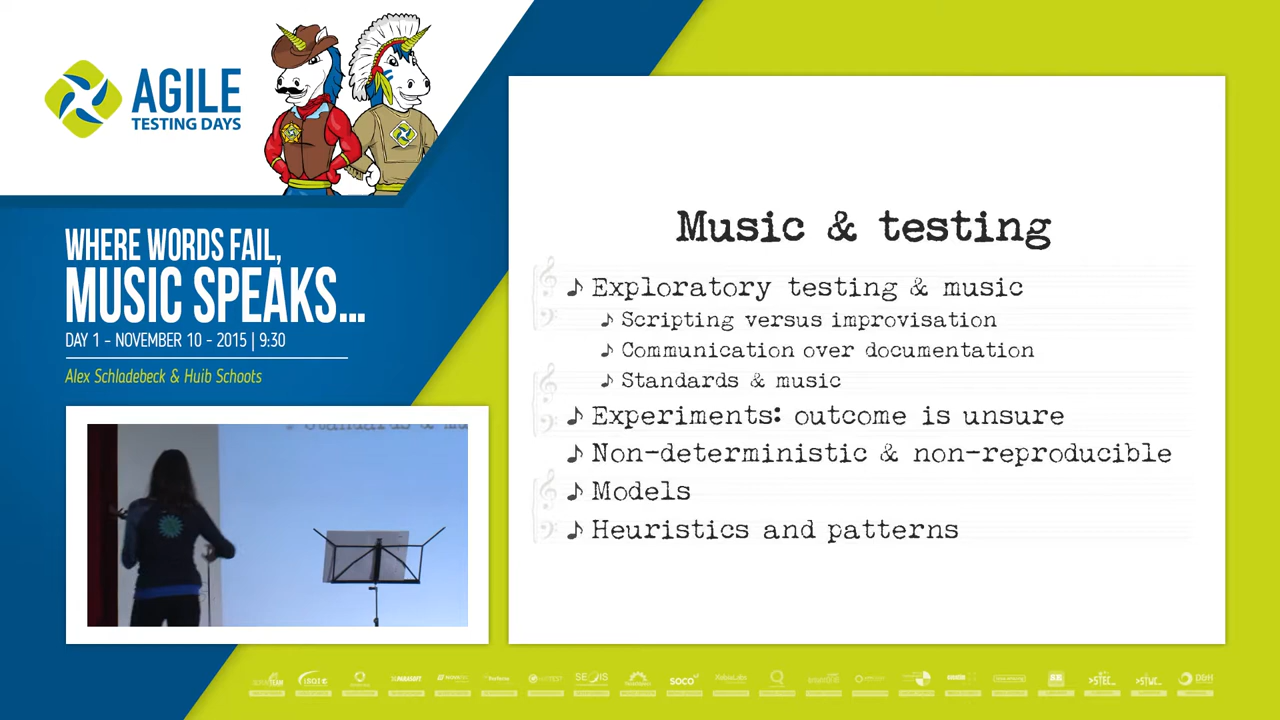 AGILE
TESTING DAYS
WHERE WORDS FAIL,
MUSIC SPEAKS...
DAY 1 - NOVEMBER 10 - 2015 | 9:30
Alex Schladebeck & Huib Schoots
Music & testing
♪ Exploratory testing & music
♪ Scripting versus improvisation
♪ Communication over documentation
♪ Standards & music
♪ Experiments: outcome is unsure
♪ Non-deterministic & non-reproducible
♪ Models
♪ Heuristics and patterns
SOCO